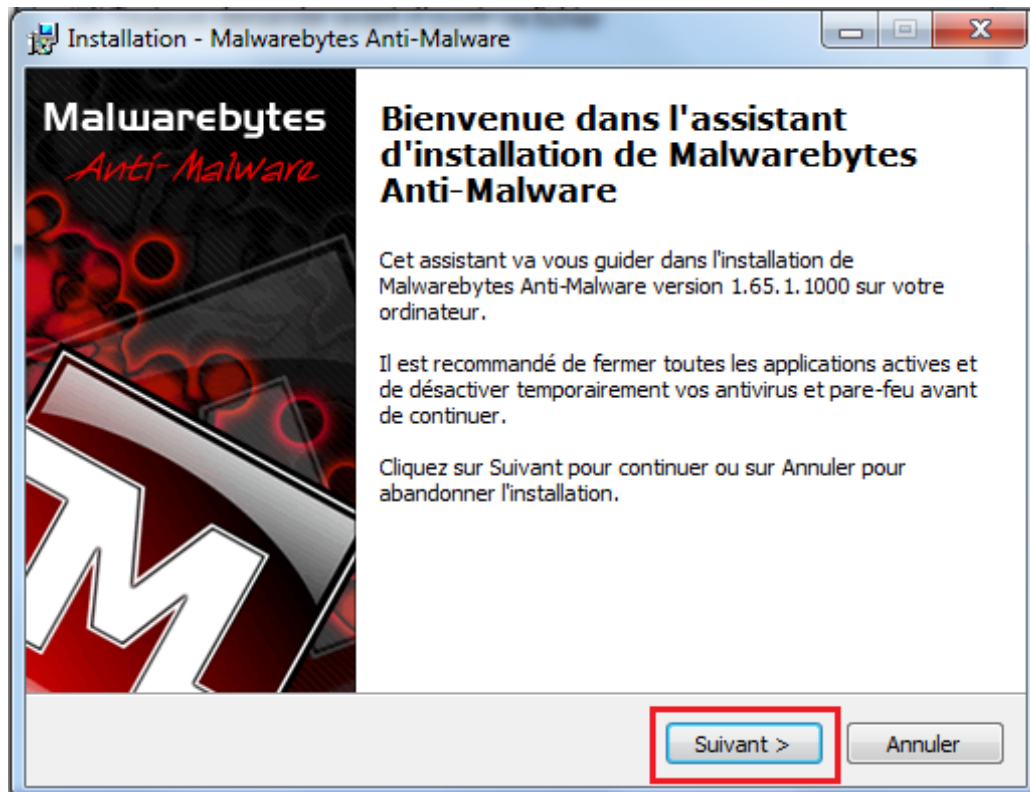 Installation - Malwarebytes Anti-Malware
Malwarebytes
Anti-Malware
Bienvenue dans l'assistant
d'installation de Malwarebytes
Anti-Malware
Cet assistant va vous guider dans l'installation de
Malwarebytes Anti-Malware version 1.65.1.1000 sur votre
ordinateur.
Il est recommandé de fermer toutes les applications actives et
de désactiver temporairement vos antivirus et pare-feu avant
de continuer.
Cliquez sur Suivant pour continuer ou sur Annuler pour
abandonner l'installation.
Suivant >
Annuler